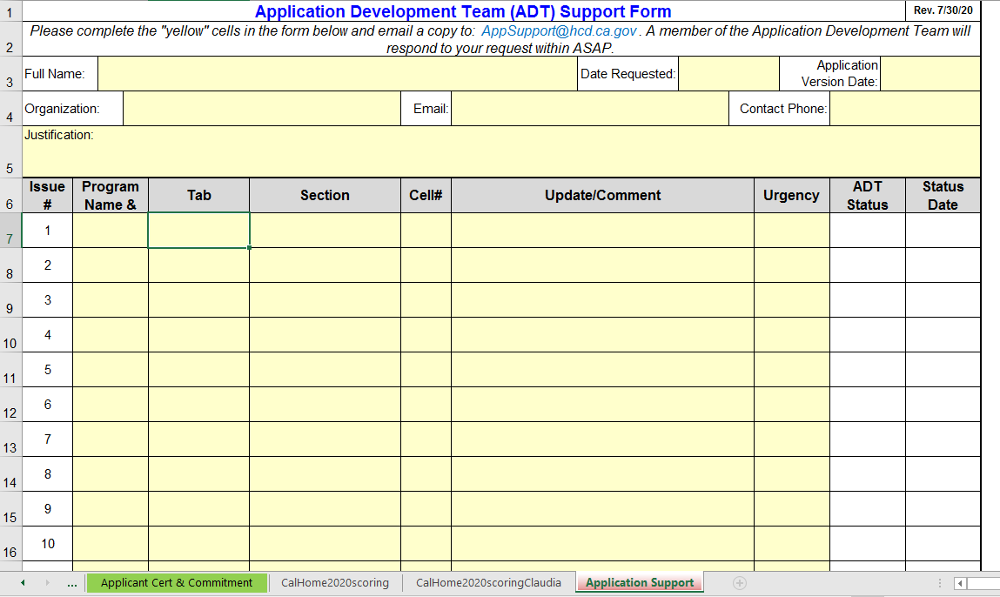 1 Application Development Team (ADT) Support Form Rev. 7/30/20
Please complete the "yellow" cells in the form below and email a copy to: AppSupport@hcd.ca.gov. A member of the Application Development Team will
2 respond to your request within ASAP.
3 Full Name: Date Requested: Application
Version Date:
4 Organization: Email: Contact Phone:
Justification:
5
Issue Program Tab Section Cell# Update/Comment Urgency ADT Status
6 # Name & Status Date
7 1
8 2
9 3
10 4
11 5
12 6
13 7
14 8
15 9
16 10
... Applicant Cert & Commitment CalHome2020scoring CalHome2020scoringClaudia Application Support